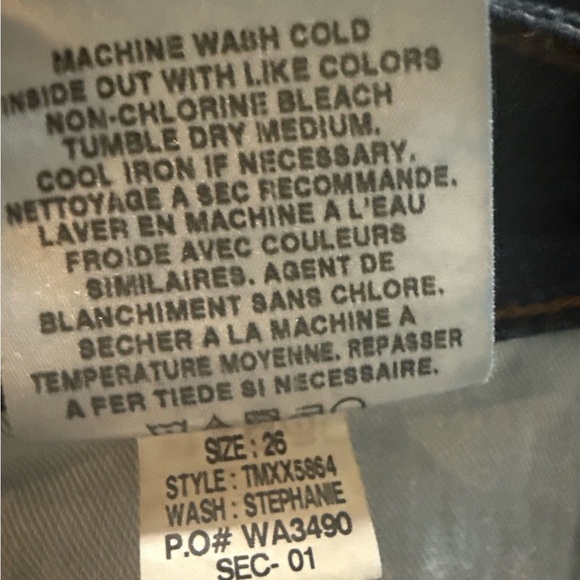 MACHINE WASH COLD
INSIDE OUT WITH LIKE COLORS
NON-CHLORINE BLEACH
TUMBLE DRY MEDIUM.
COOL IRON IF NECESSARY.
NETTOYAGE A SEC RECOMMANDE.
LAVER EN MACHINE A L'EAU
FROIDE AVEC COULEURS
SIMILAIRES. AGENT DE
BLANCHIMENT SANS CHLORE.
SECHER A LA MACHINE A
TEMPERATURE MOYENNE. REPASSER
A FER TIEDE SI NECESSAIRE.
SIZE: 26
STYLE: TMXX5864
WASH: STEPHANIE
P.O# WA3490
SEC- 01